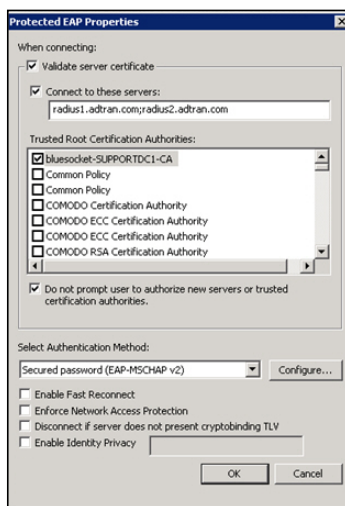 Protected EAP Properties
When connecting:
Validate server certificate
Connect to these servers:
radius1.adtran.com;radius2.adtran.com
Trusted Root Certification Authorities:
bluesocket-SUPPORTDC1-CA
Common Policy
Common Policy
COMODO Certification Authority
COMODO ECC Certification Authority
COMODO ECC Certification Authority
COMODO RSA Certification Authority
Do not prompt user to authorize new servers or trusted
certification authorities.
Select Authentication Method:
Secured password (EAP-MSCHAP v2)
Configure...
Enable Fast Reconnect
Enforce Network Access Protection
Disconnect if server does not present cryptobinding TLV
Enable Identity Privacy
OK
Cancel